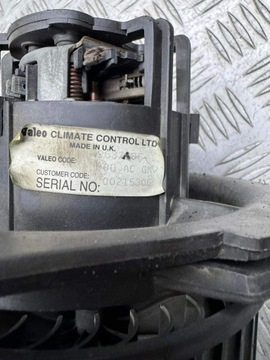 Valeo CLIMATE CONTROL LTD
MADE IN U.K.
VALEO CODE:
CUSTOMER CODE:
SERIAL NO: